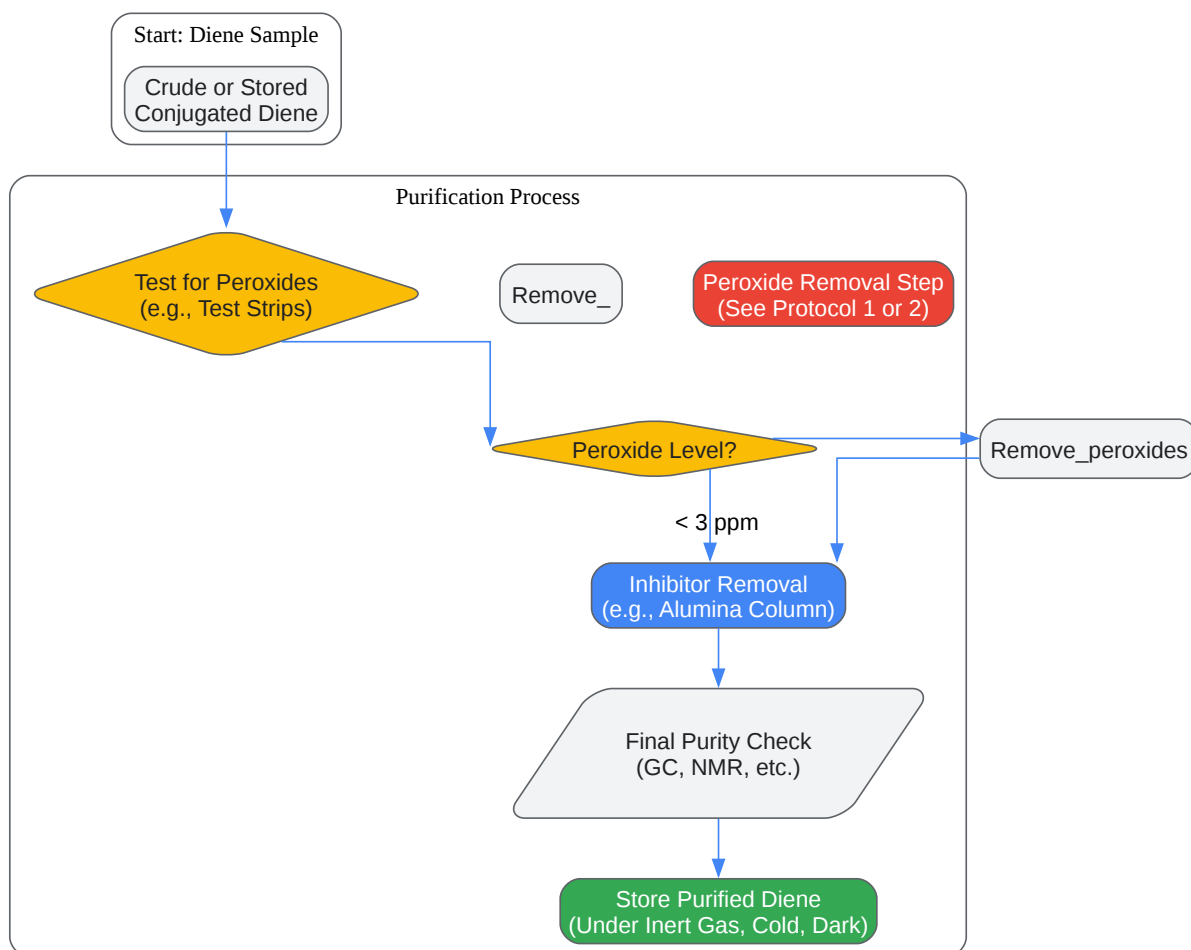 Start: Diene Sample
Crude or Stored
Conjugated Diene
Purification Process
Test for Peroxides
(e.g., Test Strips)
Remove_
Peroxide Removal Step
(See Protocol 1 or 2)
Peroxide Level?
Remove_peroxides
< 3 ppm
Inhibitor Removal
(e.g., Alumina Column)
Final Purity Check
(GC, NMR, etc.)
Store Purified Diene
(Under Inert Gas, Cold, Dark)